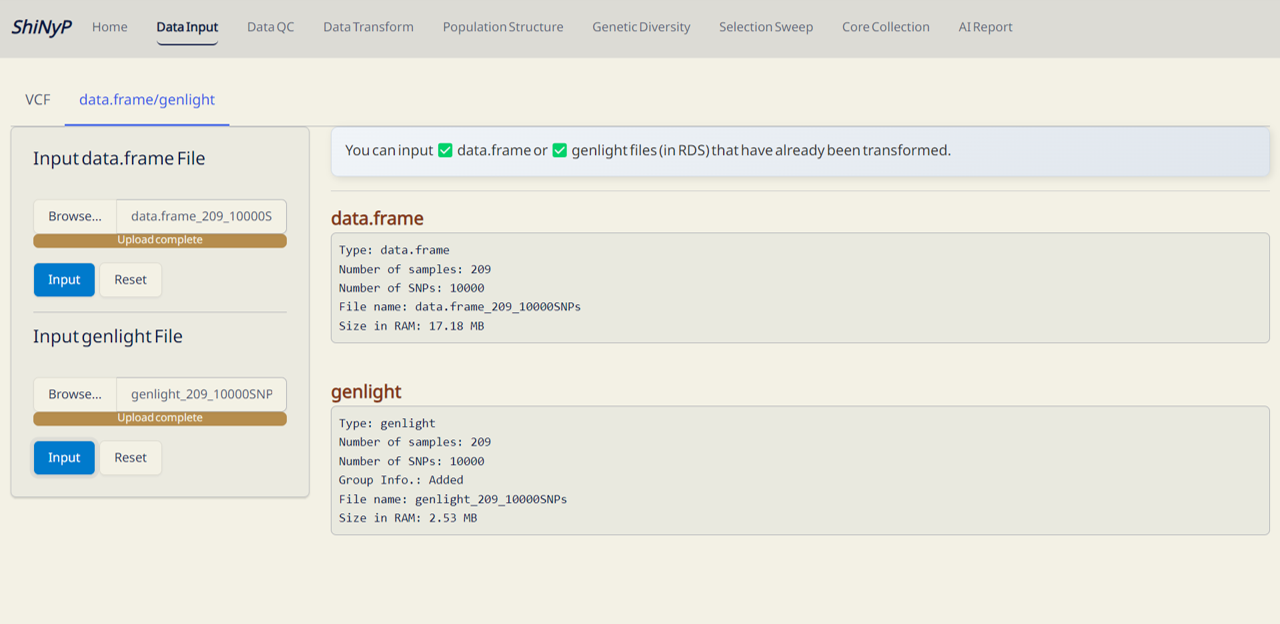 ShiNyP Home Data Input Data QC Data Transform Population Structure Genetic Diversity Selection Sweep Core Collection AI Report
VCF data.frame/genlight
Input data.frame File
Browse... data.frame_209_10000S
Upload complete
Input Reset
Input genlight File
Browse... genlight_209_10000SNP
Upload complete
Input Reset
You can input ✅ data.frame or ✅ genlight files (in RDS) that have already been transformed.
data.frame
Type: data.frame
Number of samples: 209
Number of SNPs: 10000
File name: data.frame_209_10000SNPs
Size in RAM: 17.18 MB
genlight
Type: genlight
Number of samples: 209
Number of SNPs: 10000
Group Info.: Added
File name: genlight_209_10000SNPs
Size in RAM: 2.53 MB